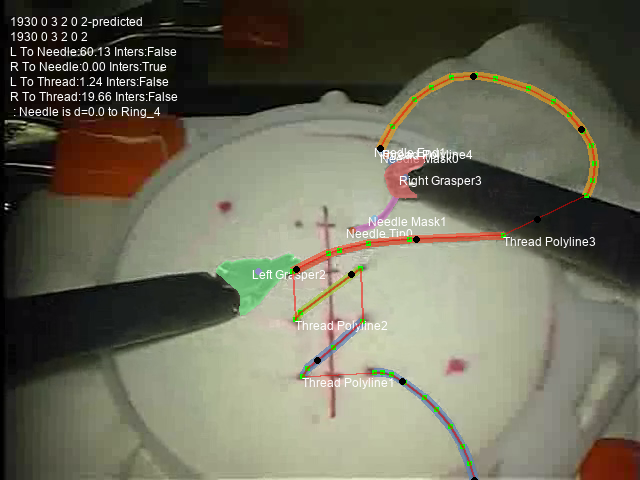 1930 0 3 2 0 2-predicted
1930 0 3 2 0 2
L To Needle:60.13 Inters:False
R To Needle:0.00 Inters:True
L To Thread:1.24 Inters:False
R To Thread:19.66 Inters:False
: Needle is d=0.0 to Ring_4
Needle Mask0
Right Grasper3
Needle Mask1
Needle Tip0
Thread Polyline3
Left Grasper2
Thread Polyline2
Thread Polyline1